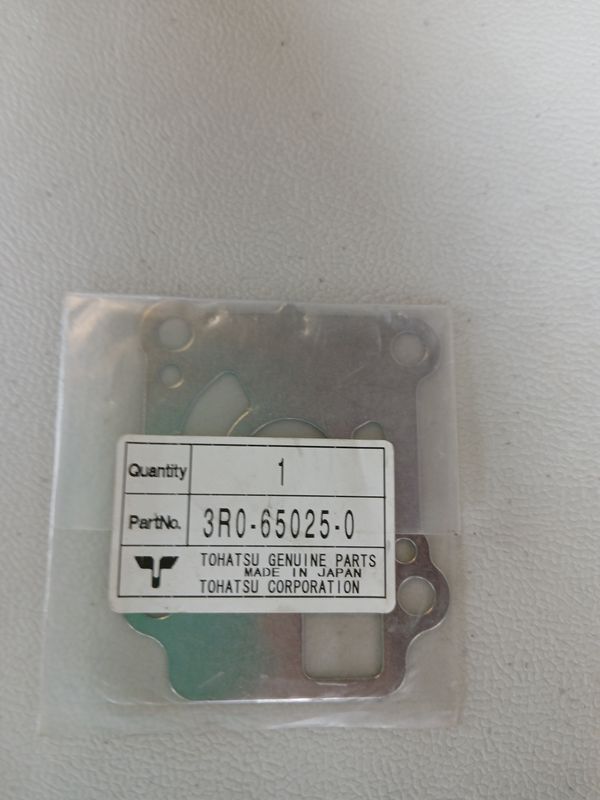 Quantity 1
PartNo. 3R0-65025-0
TOHATSU GENUINE PARTS
MADE IN JAPAN
TOHATSU CORPORATION